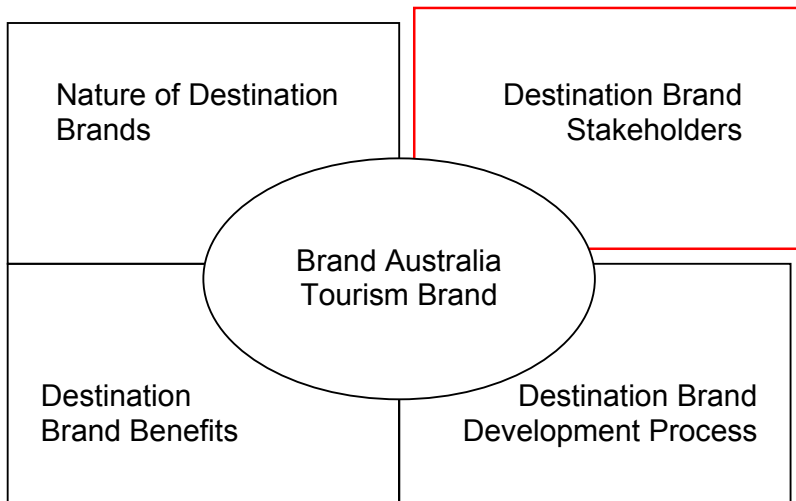 Nature of Destination
Brands
Destination Brand
Stakeholders
Brand Australia
Tourism Brand
Destination
Brand Benefits
Destination Brand
Development Process